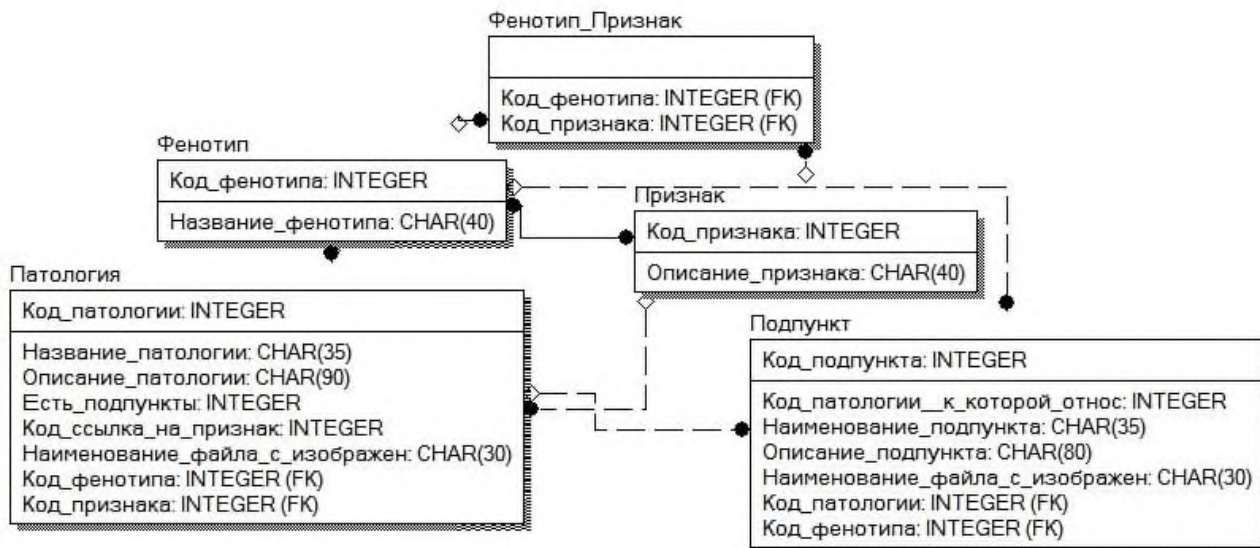 Фенотип_Признак
Код_фенотипа: INTEGER (FK)
Код_признака: INTEGER (FK)
Фенотип
Код_фенотипа: INTEGER
Название_фенотипа: CHAR(40)
Признак
Код_признака: INTEGER
Описание_признака: CHAR(40)
Патология
Код_патологии: INTEGER
Название_патологии: CHAR(35)
Описание_патологии: CHAR(90)
Есть_подпункты: INTEGER
Код_ссылка_на_признак: INTEGER
Наименование_файла_с_изображен: CHAR(30)
Код_фенотипа: INTEGER (FK)
Код_признака: INTEGER (FK)
Подпункт
Код_подпункта: INTEGER
Код_патологии__к_которой_относ: INTEGER
Наименование_подпункта: CHAR(35)
Описание_подпункта: CHAR(80)
Наименование_файла_с_изображен: CHAR(30)
Код_патологии: INTEGER (FK)
Код_фенотипа: INTEGER (FK)